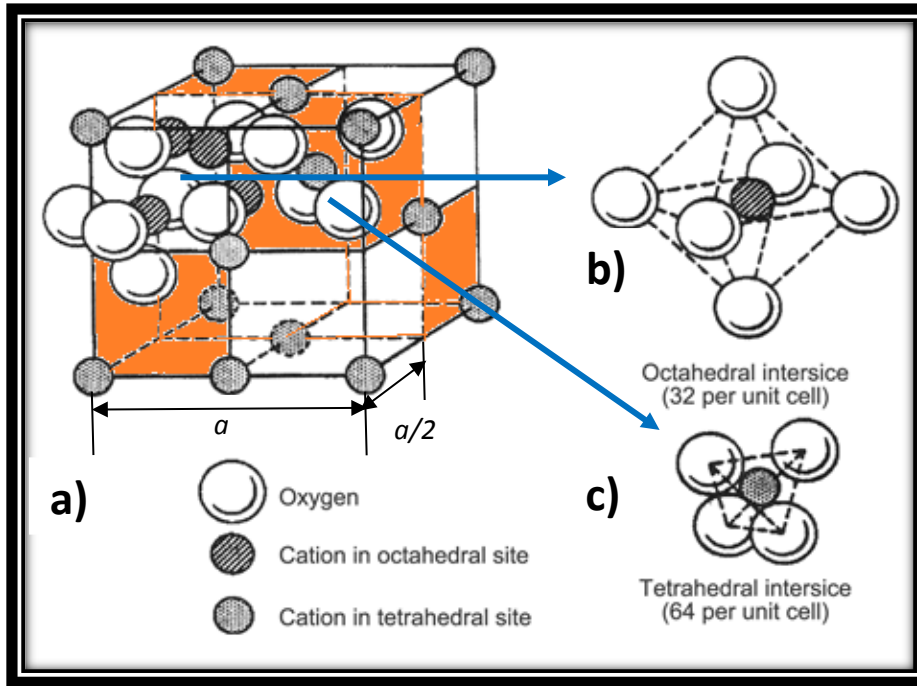 b)
Octahedral intersice
(32 per unit cell)
a
a/2
a)
Oxygen
Cation in octahedral site
Cation in tetrahedral site
c)
Tetrahedral intersice
(64 per unit cell)